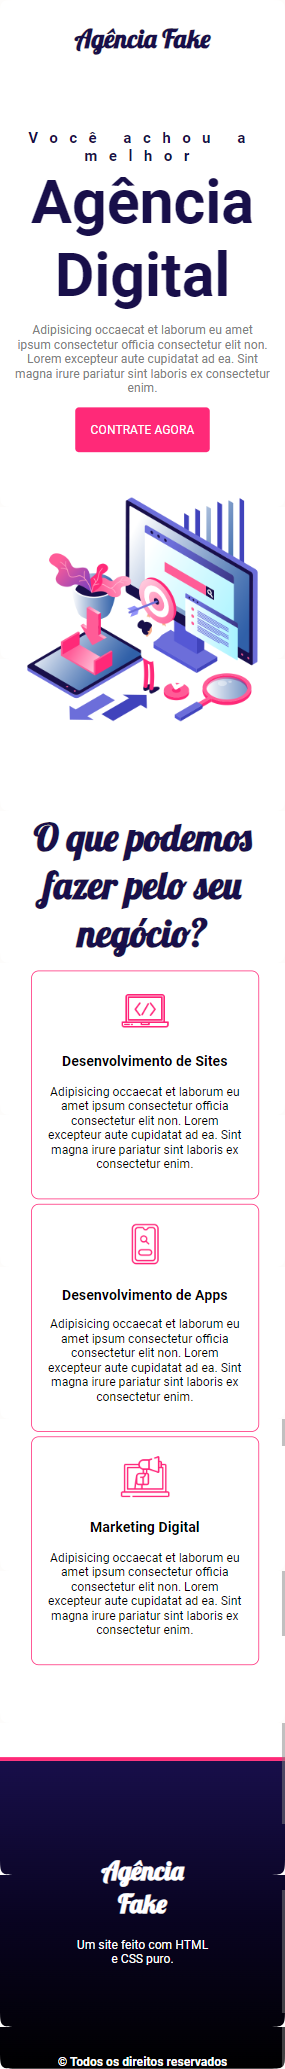 Agência Fake
Você achou a
melhor
Agência
Digital
Adipisicing occaecat et laborum eu amet
ipsum consectetur officia consectetur elit non.
Lorem excepteur aute cupidatat ad ea. Sint
magna irure pariatur sint laboris ex consectetur
enim.
CONTRATE AGORA
O que podemos
fazer pelo seu
negócio?
Desenvolvimento de Sites
Adipisicing occaecat et laborum eu
amet ipsum consectetur officia
consectetur elit non. Lorem
excepteur aute cupidatat ad ea. Sint
magna irure pariatur sint laboris ex
consectetur enim.
Desenvolvimento de Apps
Adipisicing occaecat et laborum eu
amet ipsum consectetur officia
consectetur elit non. Lorem
excepteur aute cupidatat ad ea. Sint
magna irure pariatur sint laboris ex
consectetur enim.
Marketing Digital
Adipisicing occaecat et laborum eu
amet ipsum consectetur officia
consectetur elit non. Lorem
excepteur aute cupidatat ad ea. Sint
magna irure pariatur sint laboris ex
consectetur enim.
Agência
Fake
Um site feito com HTML
e CSS puro.
© Todos os direitos reservados